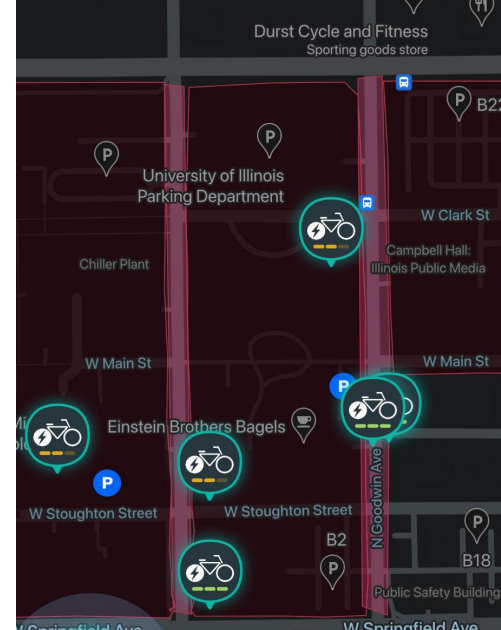 Durst Cycle and Fitness
Sporting goods store
P
B22
P
P
University of Illinois
Parking Department
W Clark St
Campbell Hall:
Illinois Public Media
Chiller Plant
W Main St
W Main St
P
Einstein Brothers Bagels
P
W Stoughton Street
W Stoughton Street
N Goodwin Ave
P
B2
P
B18
Public Safety Building
W Springfield Ave
W Springfield Ave